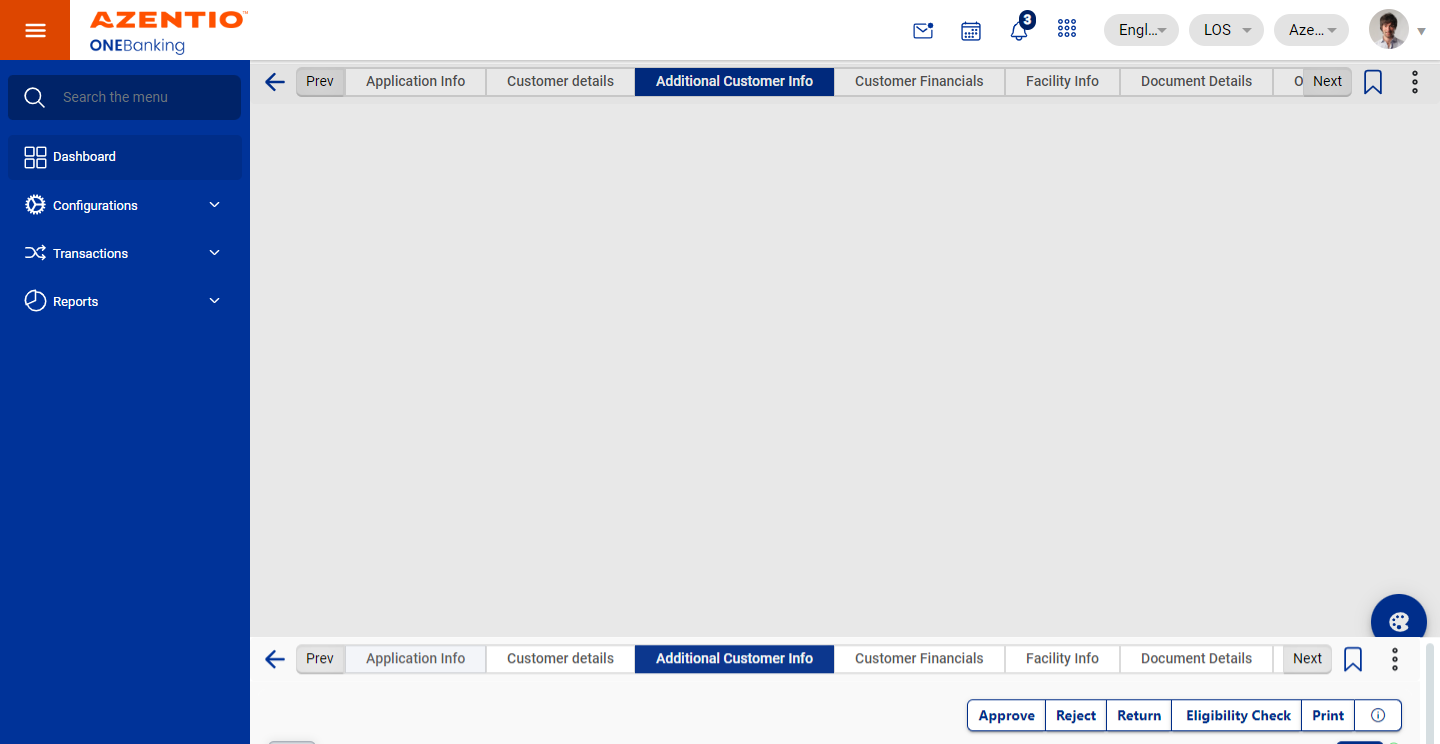 AZENTIO™
ONEBanking
3
Engl...
LOS
Aze...
Search the menu
Dashboard
Configurations
Transactions
Reports
Prev Application Info Customer details Additional Customer Info Customer Financials Facility Info Document Details O Next
Prev Application Info Customer details Additional Customer Info Customer Financials Facility Info Document Details Next
Approve Reject Return Eligibility Check Print